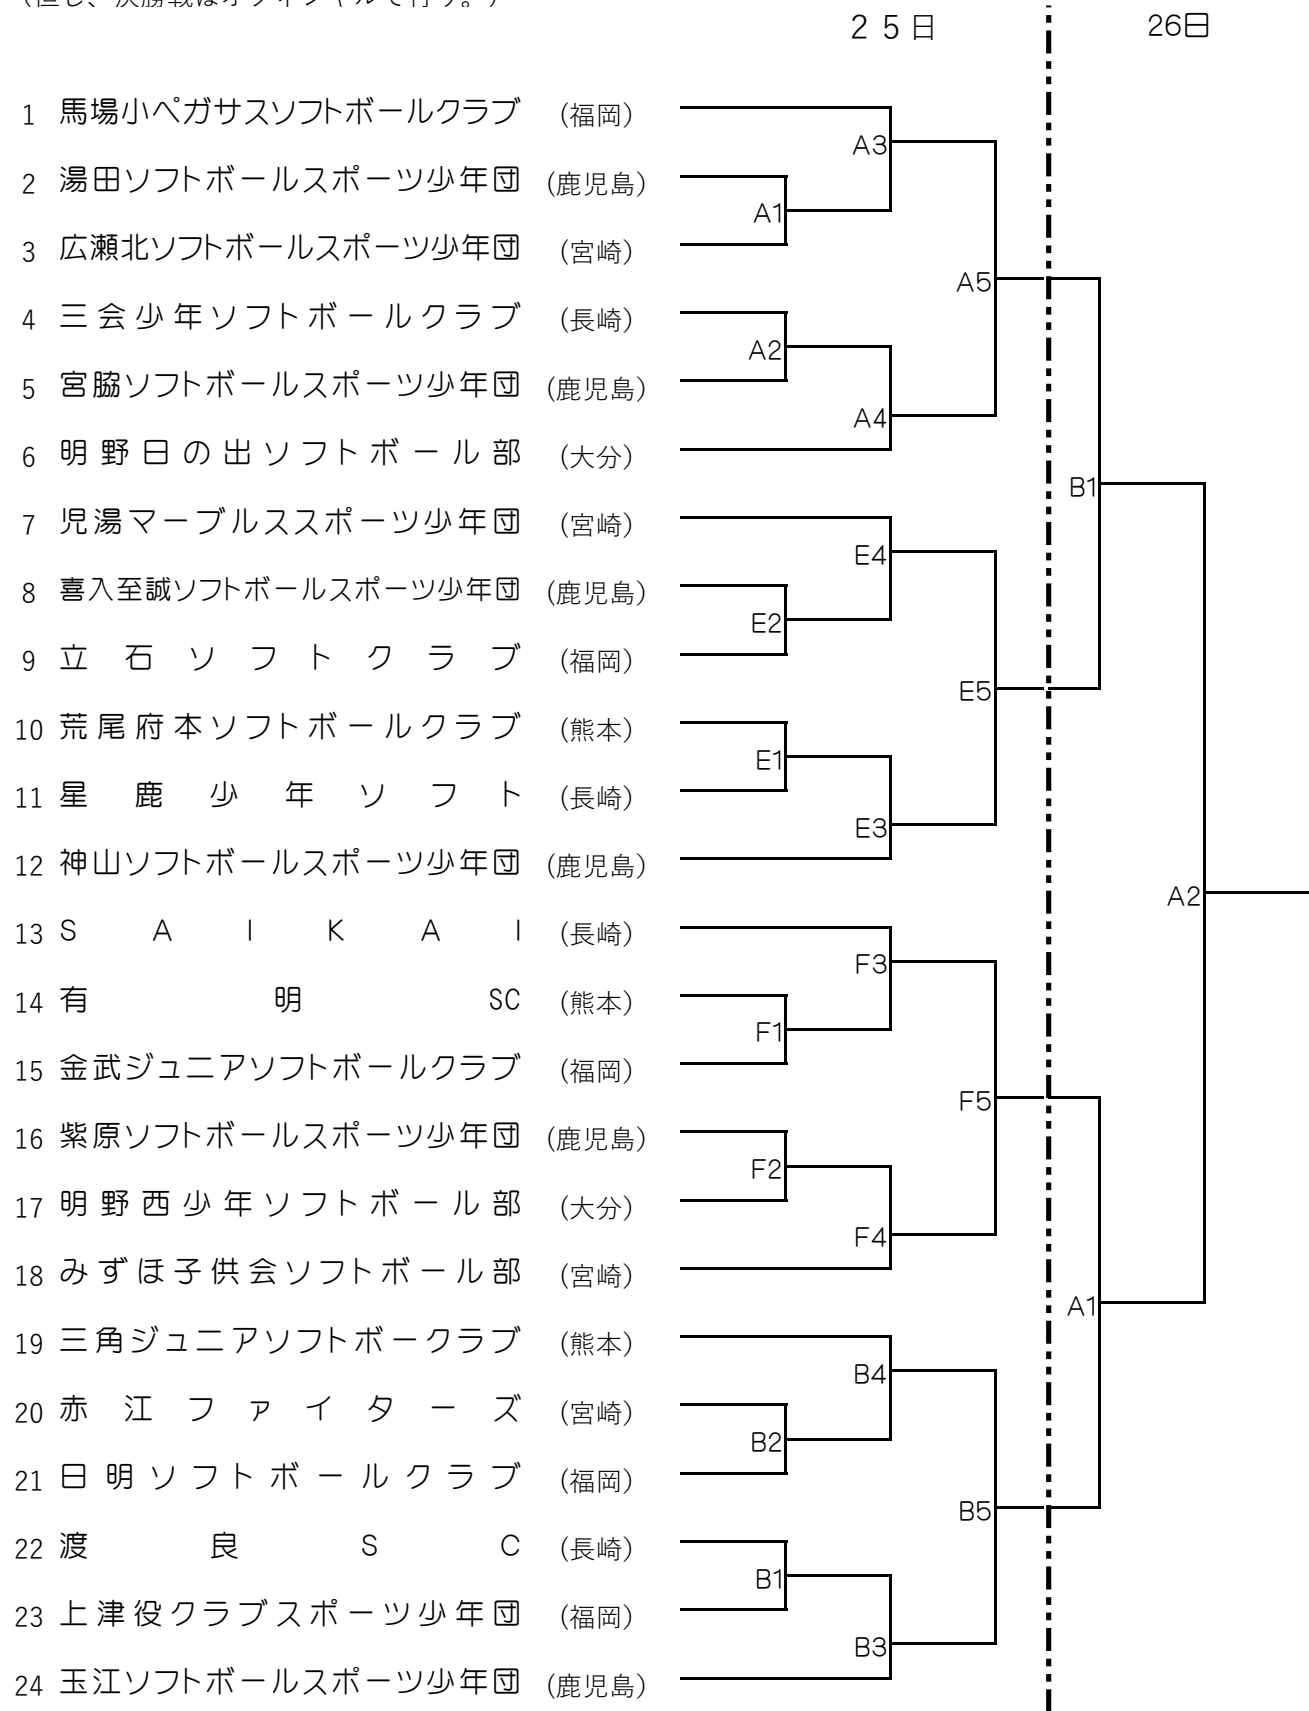 (但し、決勝戦はオフィシャルで行う。)
２５日 26日
1 馬場小ペガサスソフトボールクラブ (福岡)
A3
2 湯田ソフトボールスポーツ少年団 (鹿児島)
A1
3 広瀬北ソフトボールスポーツ少年団 (宮崎)
A5
4 三会少年ソフトボールクラブ (長崎)
A2
5 宮脇ソフトボールスポーツ少年団 (鹿児島)
A4
6 明野日の出ソフトボール部 (大分)
B1
7 児湯マーブルススポーツ少年団 (宮崎)
E4
8 喜入至誠ソフトボールスポーツ少年団 (鹿児島)
E2
9 立石ソフトクラブ (福岡)
E5
10 荒尾府本ソフトボールクラブ (熊本)
E1
11 星鹿少年ソフト (長崎)
E3
12 神山ソフトボールスポーツ少年団 (鹿児島)
A2
13 SAIKAI (長崎)
F3
14 有明SC (熊本)
F1
15 金武ジュニアソフトボールクラブ (福岡)
F5
16 紫原ソフトボールスポーツ少年団 (鹿児島)
F2
17 明野西少年ソフトボール部 (大分)
F4
18 みずほ子供会ソフトボール部 (宮崎)
A1
19 三角ジュニアソフトボークラブ (熊本)
B4
20 赤江ファイターズ (宮崎)
B2
21 日明ソフトボールクラブ (福岡)
B5
22 渡良SC (長崎)
B1
23 上津役クラブスポーツ少年団 (福岡)
B3
24 玉江ソフトボールスポーツ少年団 (鹿児島)